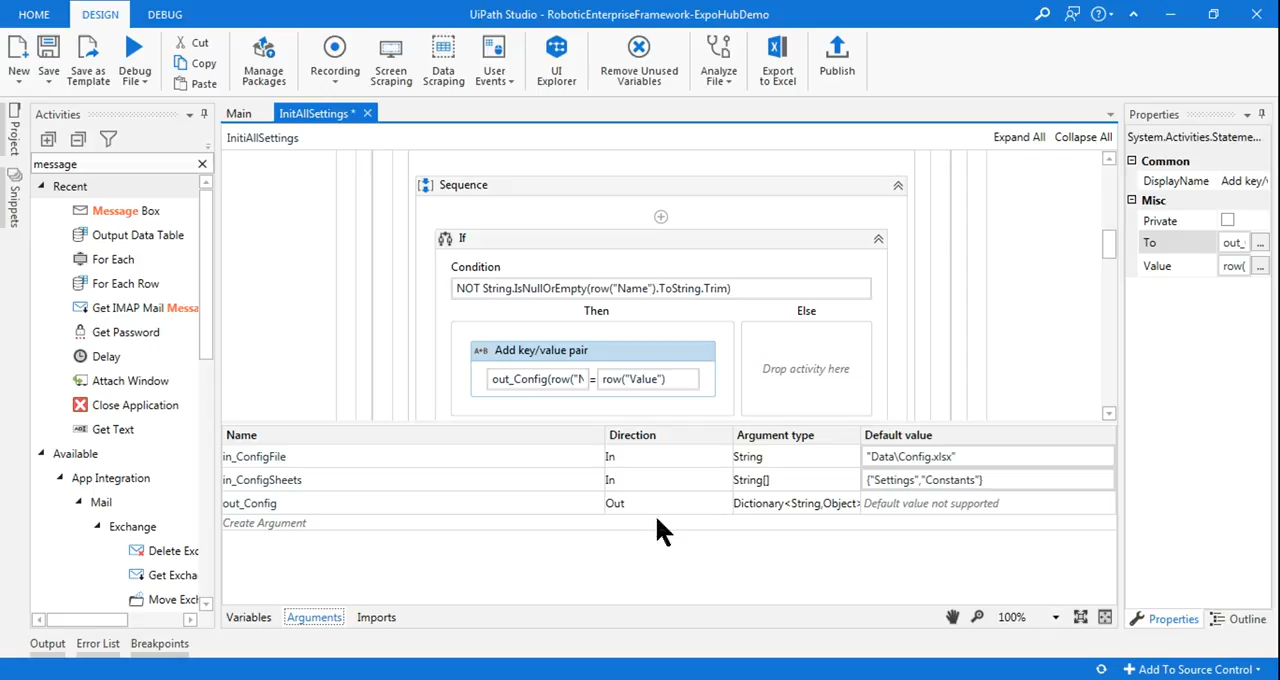 HOME DESIGN DEBUG UiPath Studio - RoboticEnterpriseFramework-ExpoHubDemo
New Save Save as Template Debug File Cut Copy Paste Manage Packages Recording Screen Scraping Data Scraping User Events UI Explorer Remove Unused Variables Analyze File Export to Excel Publish
Project
Snippets
Activities
message
Recent
Message Box
Output Data Table
For Each
For Each Row
Get IMAP Mail Messa
Get Password
Delay
Attach Window
Close Application
Get Text
Available
App Integration
Mail
Exchange
Delete Exc
Get Excha
Move Exch
Main InitAllSettings *
InitiAllSettings Expand All Collapse All
Sequence
If
Condition
NOT String.IsNullOrEmpty(row("Name").ToString.Trim)
Then Else
A*B Add key/value pair
out_Config(row("N = row("Value")
Drop activity here
Name Direction Argument type Default value
in_ConfigFile In String "Data\Config.xlsx"
in_ConfigSheets In String[] {"Settings","Constants"}
out_Config Out Dictionary<String,Object> Default value not supported
Create Argument
Variables Arguments Imports 100%
Properties
System.Activities.Stateme...
Common
DisplayName Add key/v
Misc
Private
To out_ ...
Value row( ...
Properties Outline
Output Error List Breakpoints
Add To Source Control